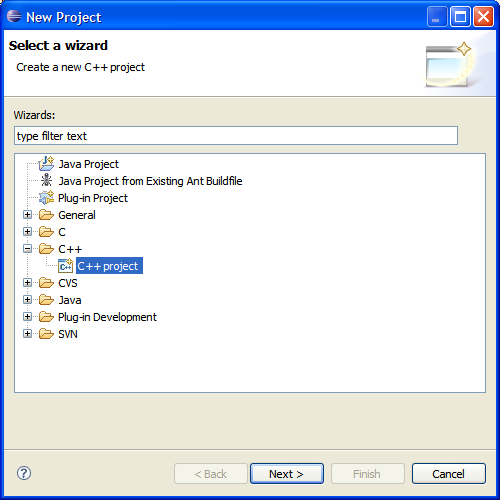 New Project
Select a wizard
Create a new C++ project
Wizards:
type filter text
Java Project
Java Project from Existing Ant Buildfile
Plug-in Project
General
C
C++
C++ project
CVS
Java
Plug-in Development
SVN
? < Back Next > Finish Cancel